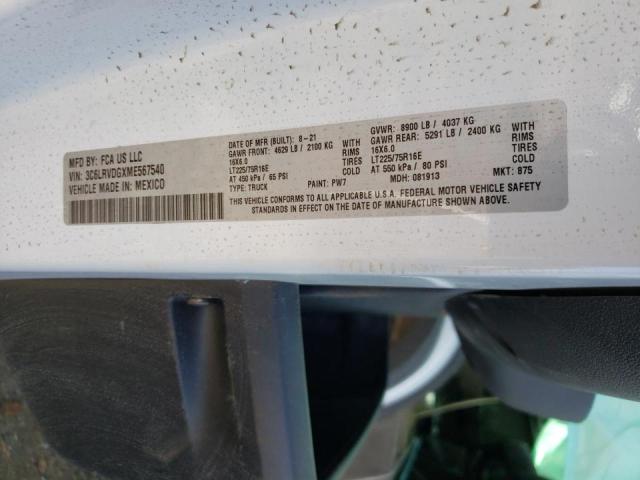 MFD BY: FCA US LLC
VIN: 3C6LRVDGXME567540
VEHICLE MADE IN: MEXICO
DATE OF MFR (BUILT): 8-21
GAWR FRONT: 4629 LB / 2100 KG WITH
16X6.0 RIMS
LT225/75R16E TIRES
AT 450 kPa / 65 PSI COLD
TYPE: TRUCK PAINT: PW7
GVWR: 8900 LB / 4037 KG
GAWR REAR: 5291 LB / 2400 KG WITH
16X6.0 RIMS
LT225/75R16E TIRES
AT 550 kPa / 80 PSI COLD
MDH: 081913 MKT: 875
THIS VEHICLE CONFORMS TO ALL APPLICABLE U.S.A. FEDERAL MOTOR VEHICLE SAFETY
STANDARDS IN EFFECT ON THE DATE OF MANUFACTURE SHOWN ABOVE.